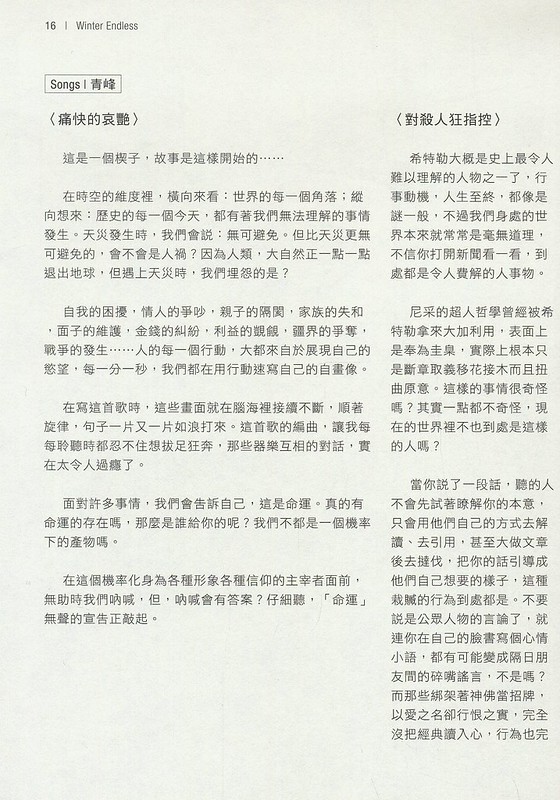 16 | Winter Endless
Songs | 青峰
〈痛快的哀艷〉
這是一個楔子，故事是這樣開始的⋯⋯
在時空的維度裡，橫向來看：世界的每一個角落；縱
向想來：歷史的每一個今天，都有著我們無法理解的事情
發生。天災發生時，我們會說：無可避免。但比天災更無
可避免的，會不會是人禍？因為人類，大自然正一點一點
退出地球，但遇上天災時，我們埋怨的是？
自我的困擾，情人的爭吵，親子的隔閡，家族的失和
，面子的維護，金錢的糾紛，利益的覬覦，疆界的爭奪，
戰爭的發生⋯⋯人的每一個行動，大都來自於展現自己的
慾望，每一分一秒，我們都在用行動速寫自己的自畫像。
在寫這首歌時，這些畫面就在腦海裡接續不斷，順著
旋律，句子一片又一片如浪打來。這首歌的編曲，讓我每
每聆聽時都忍不住想拔足狂奔，那些器樂互相的對話，實
在太令人過癮了。
面對許多事情，我們會告訴自己，這是命運。真的有
命運的存在嗎，那麼是誰給你的呢？我們不都是一個機率
下的產物嗎。
在這個機率化身為各種形象各種信仰的主宰者面前，
無助時我們吶喊，但，吶喊會有答案？仔細聽，「命運」
無聲的宣告正敲起。
〈對殺人狂指控〉
希特勒大概是史上最令人
難以理解的人物之一了，行
事動機，人生至終，都像是
謎一般，不過我們身處的世
界本來就常常是毫無道理，
不信你打開新聞看一看，到
處都是令人費解的人事物。
尼采的超人哲學曾經被希
特勒拿來大加利用，表面上
是奉為圭臬，實際上根本只
是斷章取義移花接木而且扭
曲原意。這樣的事情很奇怪
嗎？其實一點都不奇怪，現
在的世界裡不也到處是這樣
的人嗎？
當你說了一段話，聽的人
不會先試著瞭解你的本意，
只會用他們自己的方式去解
讀、去引用，甚至大做文章
後去撻伐，把你的話引導成
他們自己想要的樣子，這種
栽贓的行為到處都是。不要
說是公眾人物的言論了，就
連你在自己的臉書寫個心情
小語，都有可能變成隔日朋
友間的碎嘴謠言，不是嗎？
而那些綁架著神佛當招牌，
以愛之名卻行恨之實，完全
沒把經典讀入心，行為也完